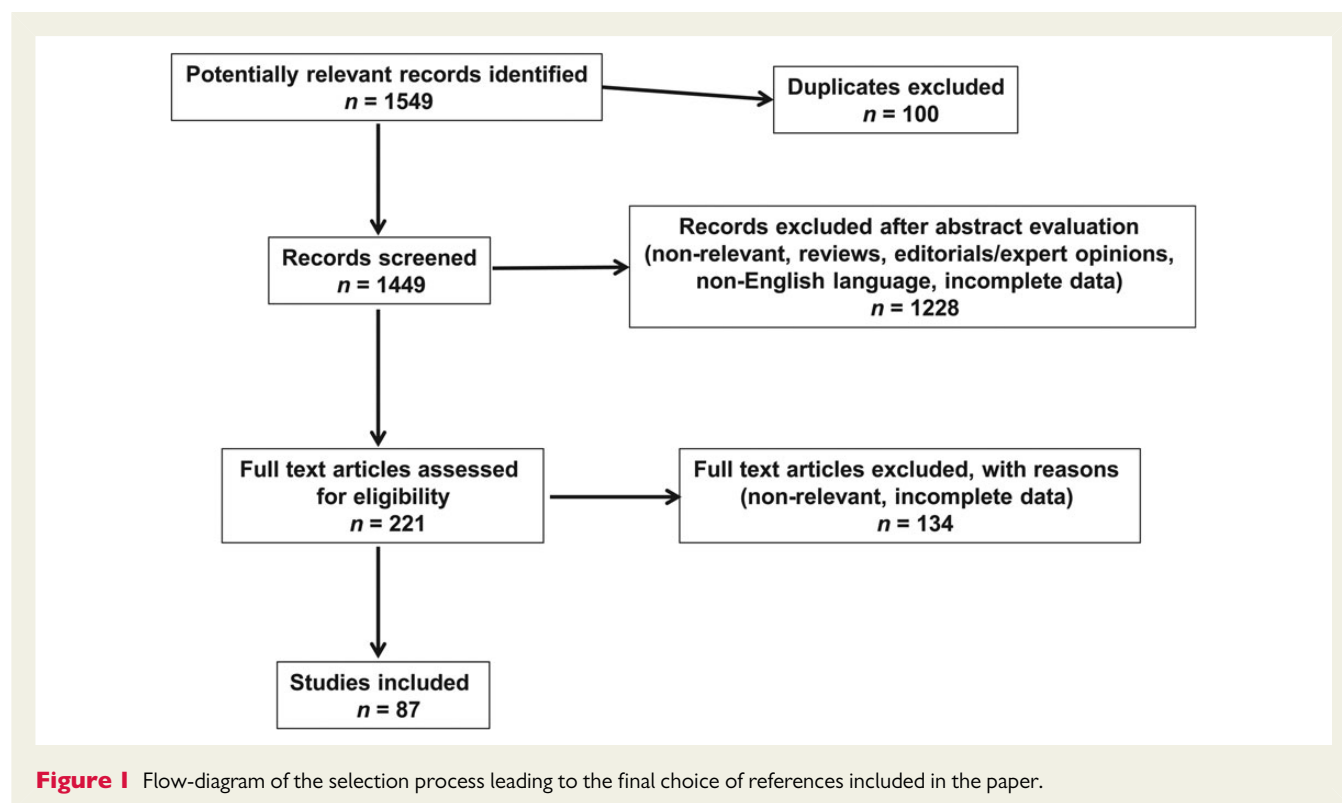 Potentially relevant records identified
n = 1549
Duplicates excluded
n = 100
Records excluded after abstract evaluation
(non-relevant, reviews, editorials/expert opinions,
non-English language, incomplete data)
n = 1228
Records screened
n = 1449
Full text articles assessed
for eligibility
n = 221
Full text articles excluded, with reasons
(non-relevant, incomplete data)
n = 134
Studies included
n = 87
Figure 1 Flow-diagram of the selection process leading to the final choice of references included in the paper.